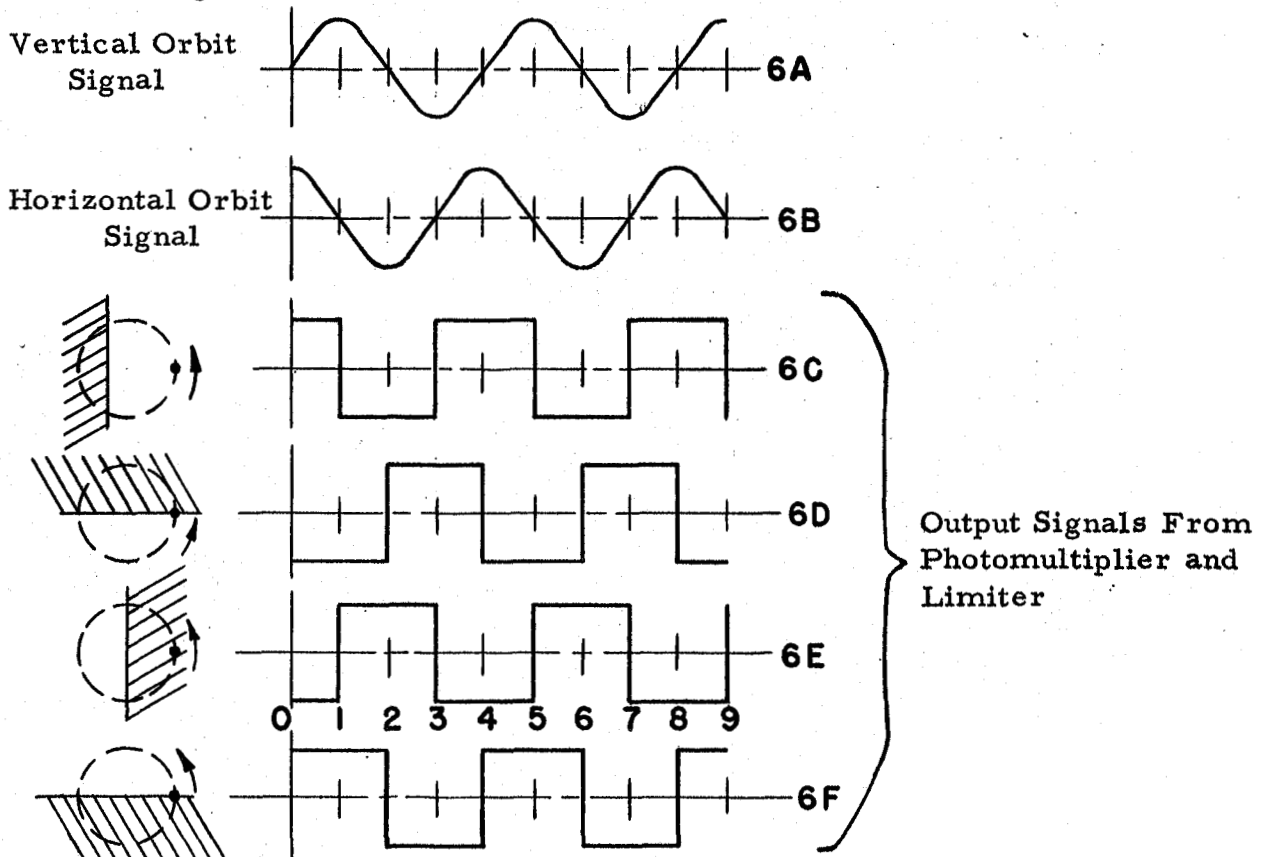 Vertical Orbit
Signal
6A
Horizontal Orbit
Signal
6B
6C
6D
Output Signals From
Photomultiplier and
Limiter
6E
0 1 2 3 4 5 6 7 8 9
6F